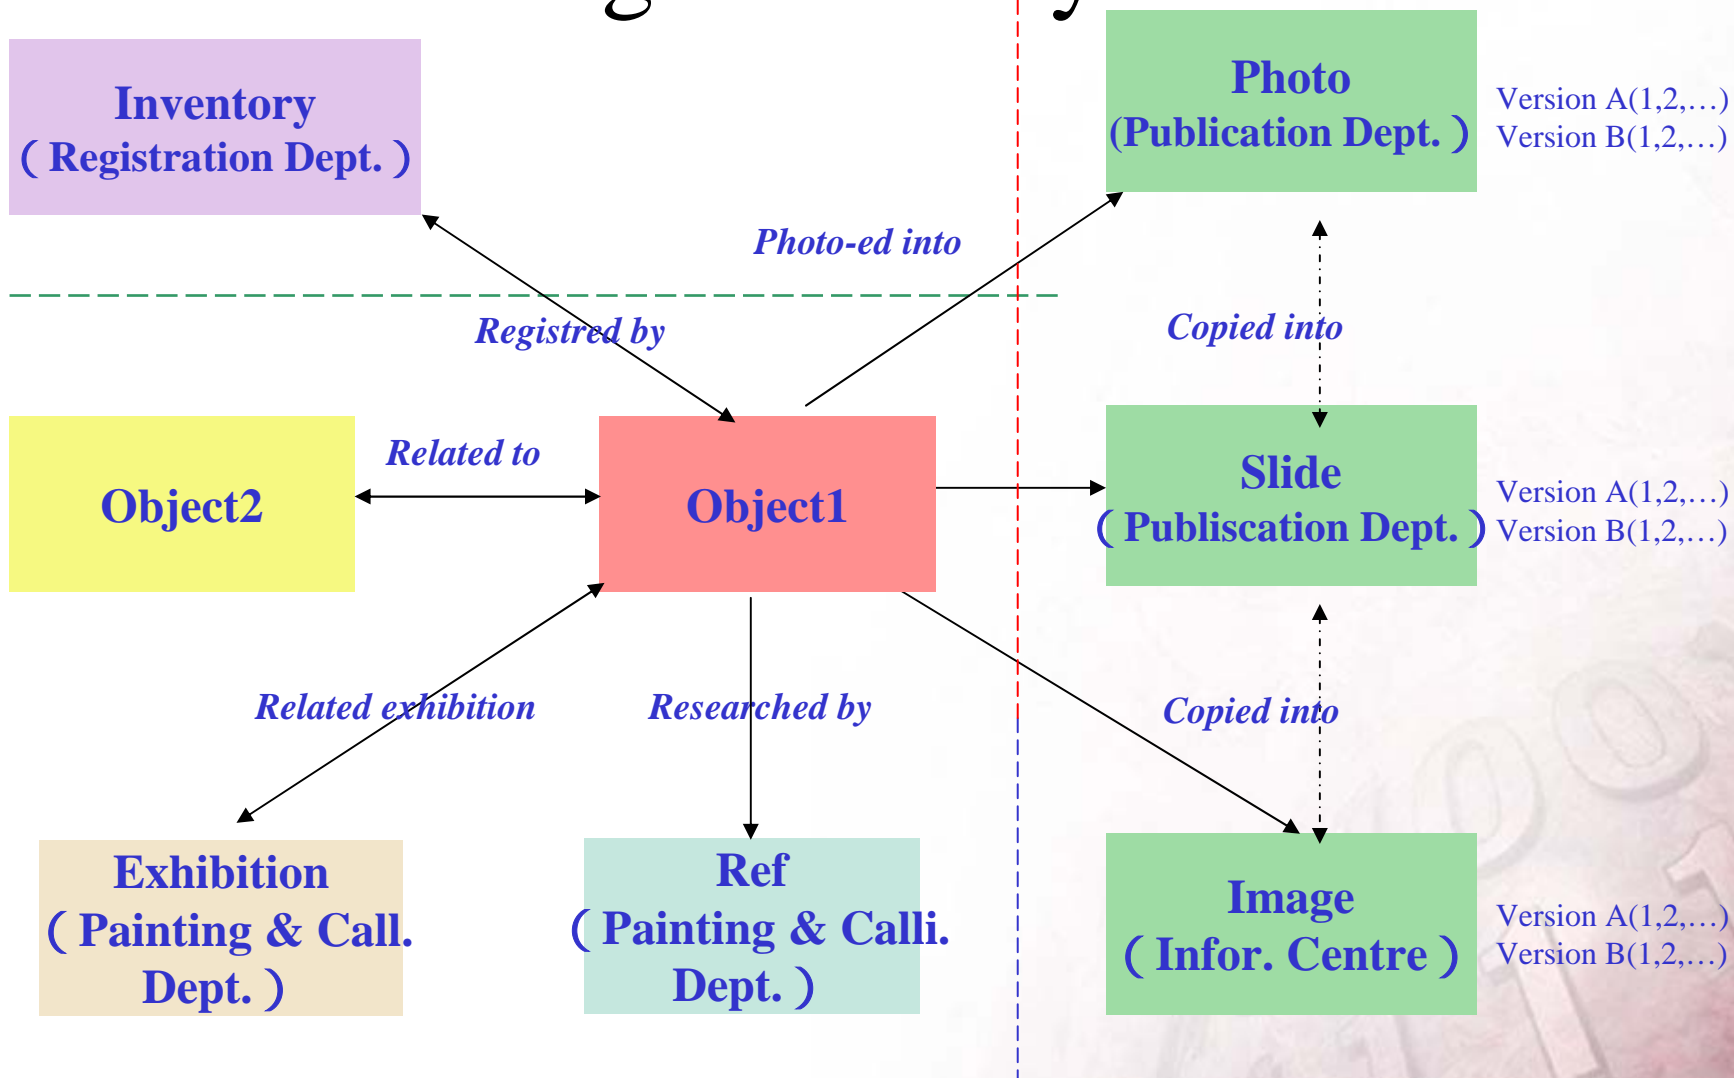 Inventory
( Registration Dept. )
Photo
(Publication Dept. )
Version A(1,2,…)
Version B(1,2,…)
Photo-ed into
Registred by
Copied into
Object2
Related to
Object1
Slide
( Publiscation Dept. )
Version A(1,2,…)
Version B(1,2,…)
Related exhibition
Researched by
Copied into
Exhibition
( Painting & Call.
Dept. )
Ref
( Painting & Calli.
Dept. )
Image
( Infor. Centre )
Version A(1,2,…)
Version B(1,2,…)